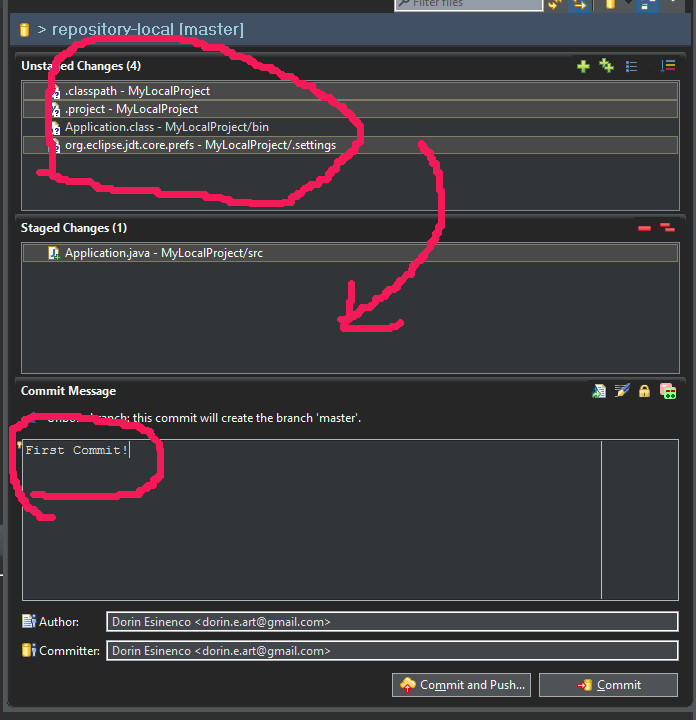 Filter files
> repository-local [master]
Unstaged Changes (4)
.classpath - MyLocalProject
.project - MyLocalProject
Application.class - MyLocalProject/bin
org.eclipse.jdt.core.prefs - MyLocalProject/.settings
Staged Changes (1)
Application.java - MyLocalProject/src
Commit Message
branch: this commit will create the branch 'master'.
First Commit!
Author: Dorin Esinenco <dorin.e.art@gmail.com>
Committer: Dorin Esinenco <dorin.e.art@gmail.com>
Commit and Push... Commit